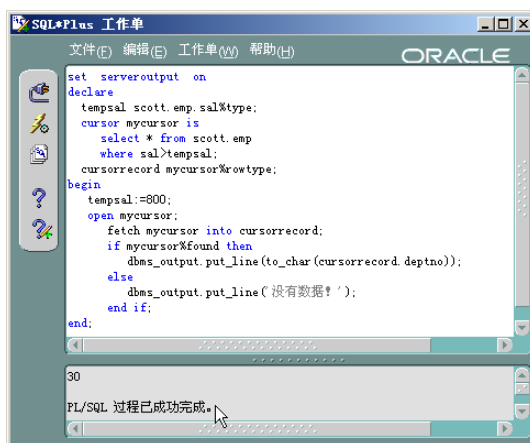 SQL*Plus 工作单
文件(F) 编辑(E) 工作单(W) 帮助(H)
ORACLE
set serveroutput on
declare
tempsal scott.emp.sal%type;
cursor mycursor is
select * from scott.emp
where sal>tempsal;
cursorrecord mycursor%rowtype;
begin
tempsal:=800;
open mycursor;
fetch mycursor into cursorrecord;
if mycursor%found then
dbms_output.put_line(to_char(cursorrecord.deptno));
else
dbms_output.put_line('没有数据！');
end if;
end;
30
PL/SQL 过程已成功完成。